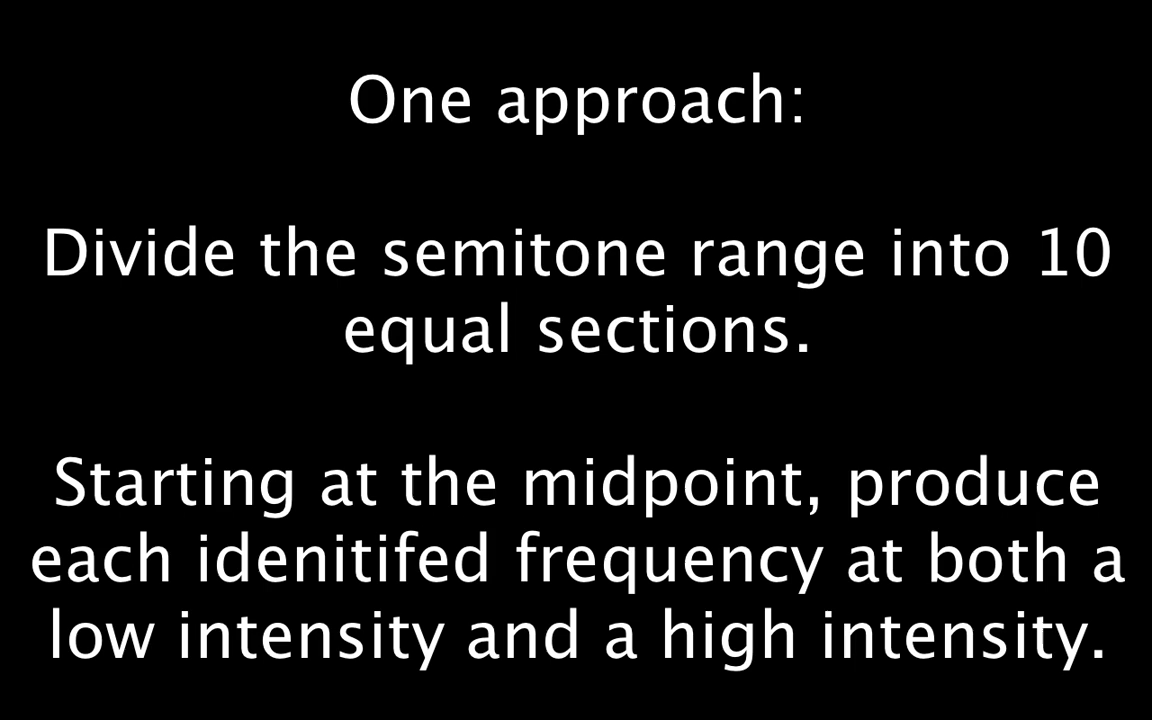 One approach:
Divide the semitone range into 10
equal sections.
Starting at the midpoint, produce
each idenitifed frequency at both a
low intensity and a high intensity.